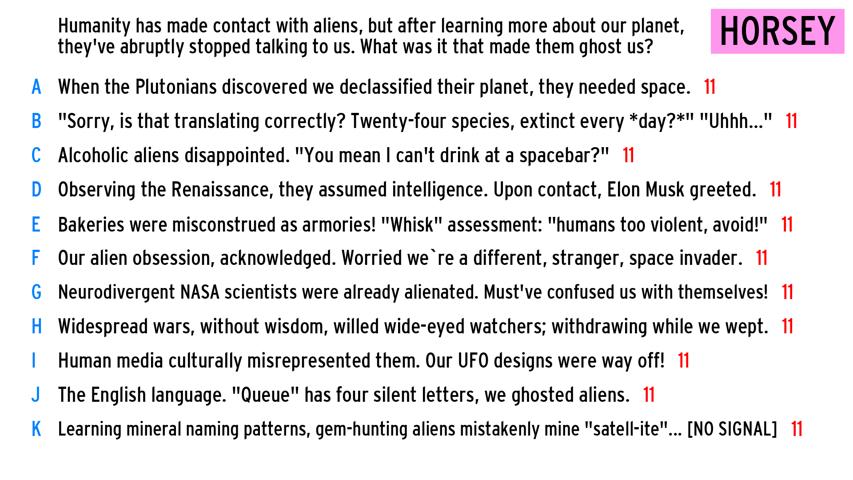 Humanity has made contact with aliens, but after learning more about our planet,
they've abruptly stopped talking to us. What was it that made them ghost us?
HORSEY
A When the Plutonians discovered we declassified their planet, they needed space. 11
B "Sorry, is that translating correctly? Twenty-four species, extinct every *day?*" "Uhhh..." 11
C Alcoholic aliens disappointed. "You mean I can't drink at a spacebar?" 11
D Observing the Renaissance, they assumed intelligence. Upon contact, Elon Musk greeted. 11
E Bakeries were misconstrued as armories! "Whisk" assessment: "humans too violent, avoid!" 11
F Our alien obsession, acknowledged. Worried we`re a different, stranger, space invader. 11
G Neurodivergent NASA scientists were already alienated. Must've confused us with themselves! 11
H Widespread wars, without wisdom, willed wide-eyed watchers; withdrawing while we wept. 11
I Human media culturally misrepresented them. Our UFO designs were way off! 11
J The English language. "Queue" has four silent letters, we ghosted aliens. 11
K Learning mineral naming patterns, gem-hunting aliens mistakenly mine "satell-ite"... [NO SIGNAL] 11